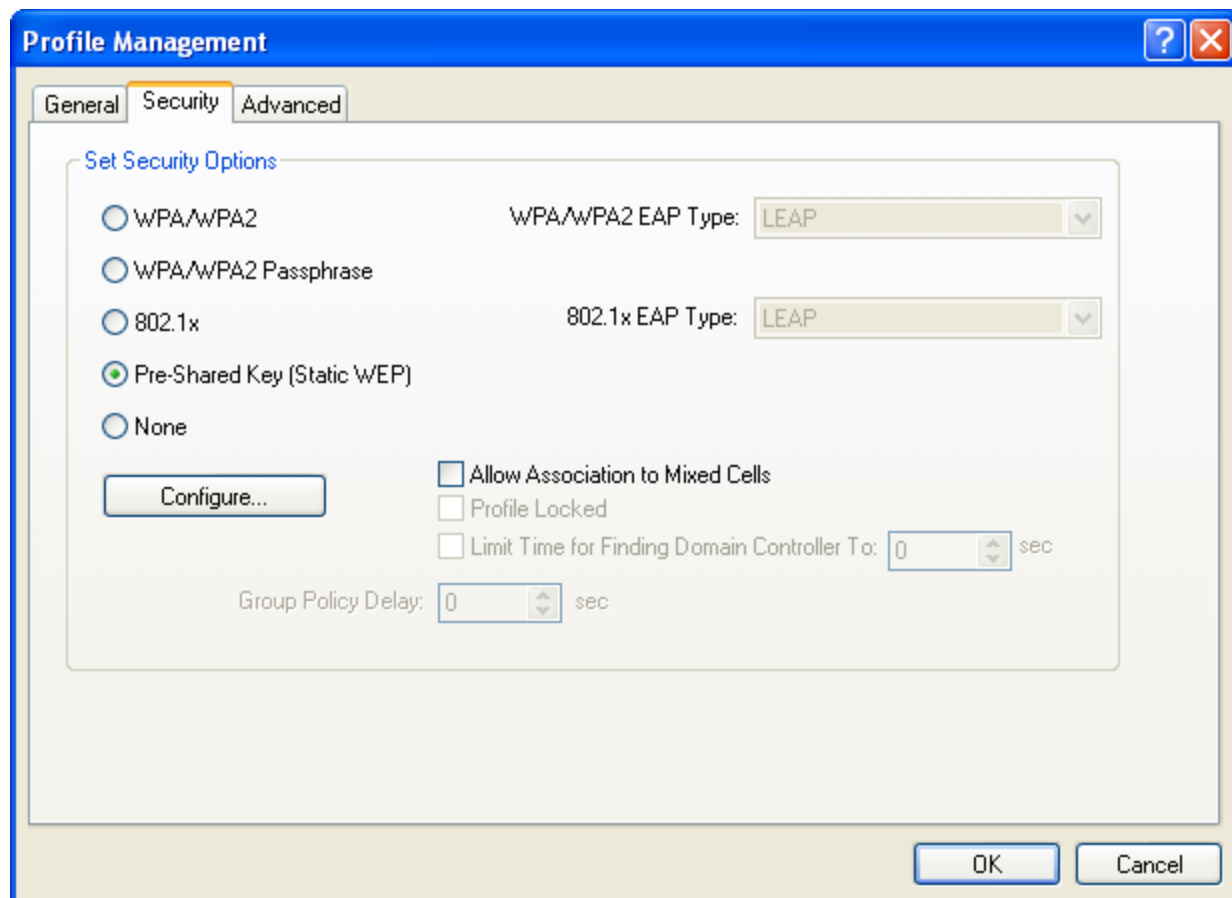 Profile Management
General Security Advanced
Set Security Options
WPA/WPA2 WPA/WPA2 EAP Type: LEAP
WPA/WPA2 Passphrase
802.1x 802.1x EAP Type: LEAP
Pre-Shared Key (Static WEP)
None
Configure...
Allow Association to Mixed Cells
Profile Locked
Limit Time for Finding Domain Controller To: 0 sec
Group Policy Delay: 0 sec
OK Cancel